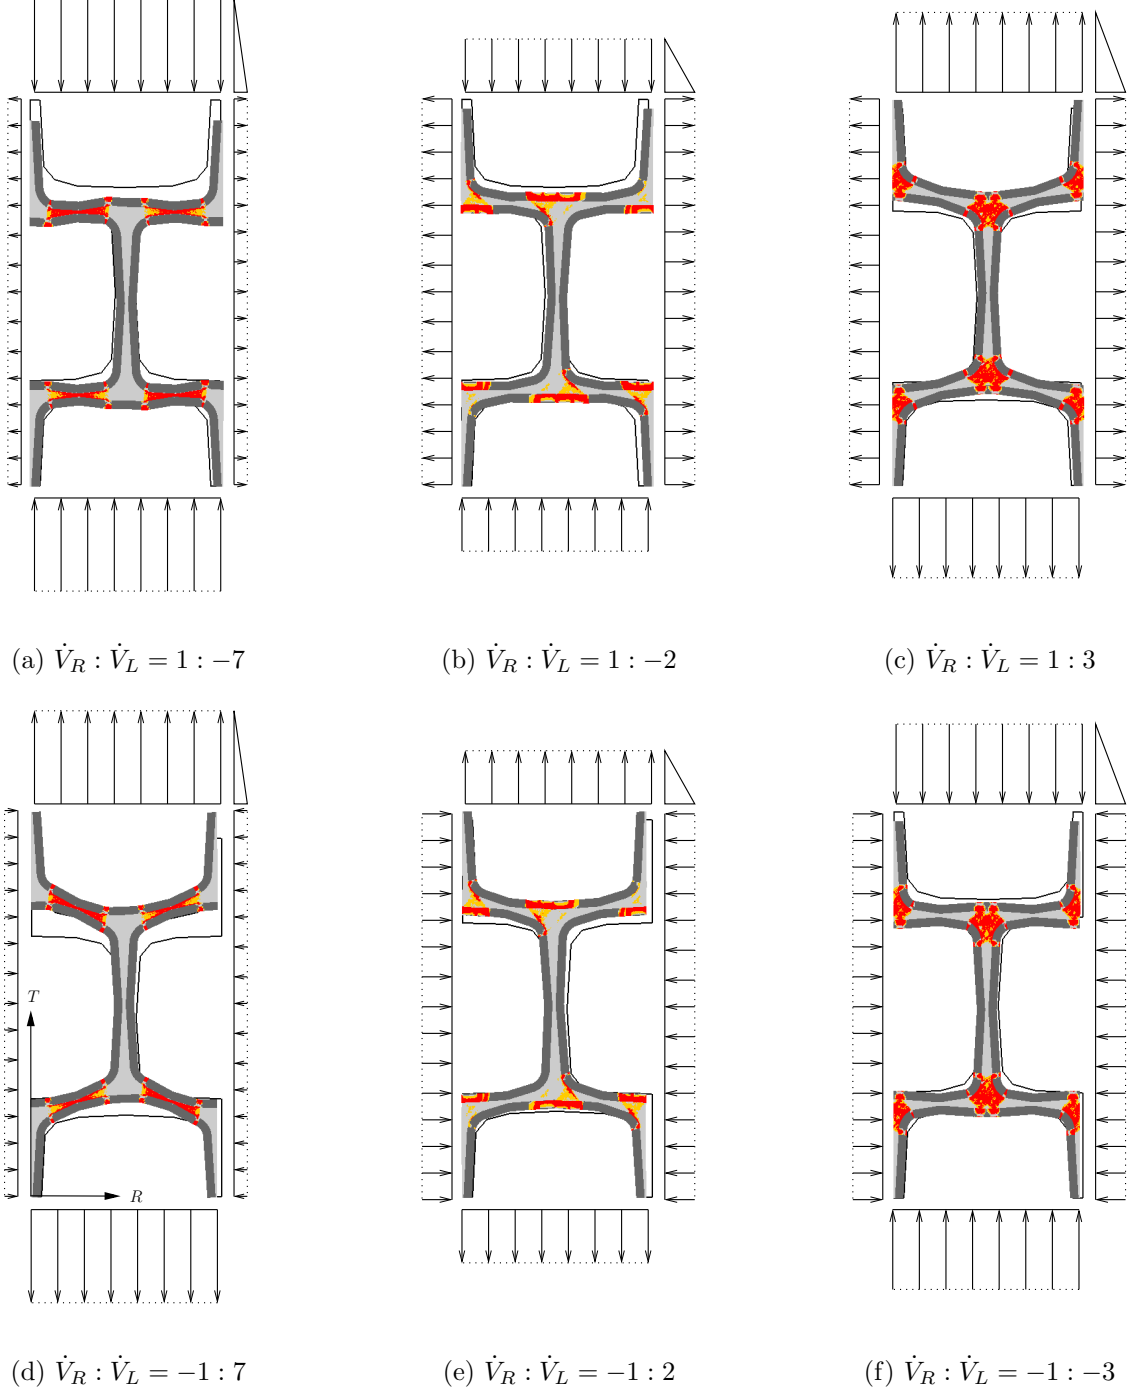 (a) V̇_R : V̇_L = 1 : −7
(b) V̇_R : V̇_L = 1 : −2
(c) V̇_R : V̇_L = 1 : 3
T
R
(d) V̇_R : V̇_L = −1 : 7
(e) V̇_R : V̇_L = −1 : 2
(f) V̇_R : V̇_L = −1 : −3